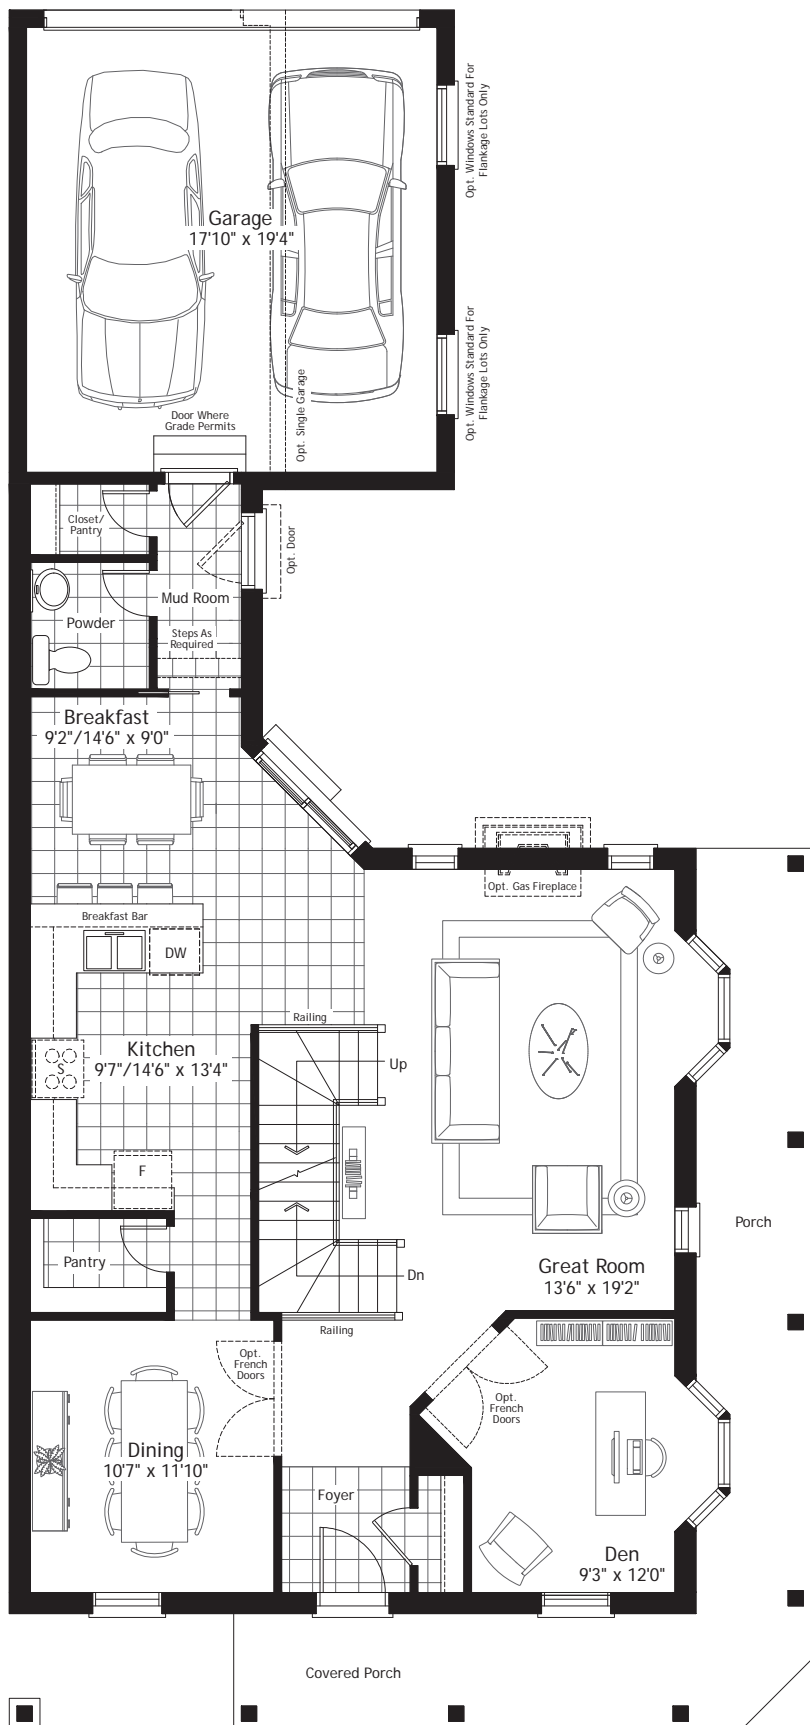 Opt. Windows Standard For
Flankage Lots Only
Garage
17'10" x 19'4"
Opt. Windows Standard For
Flankage Lots Only
Opt. Single Garage
Door Where
Grade Permits
Closet/
Pantry
Opt. Door
Mud Room
Powder
Steps As
Required
Breakfast
9'2"/14'6" x 9'0"
Opt. Gas Fireplace
Breakfast Bar
DW
Railing
Kitchen
9'7"/14'6" x 13'4"
S
Up
F
Porch
Pantry
Great Room
13'6" x 19'2"
Dn
Railing
Opt.
French
Doors
Opt.
French
Doors
Dining
10'7" x 11'10"
Foyer
Den
9'3" x 12'0"
Covered Porch